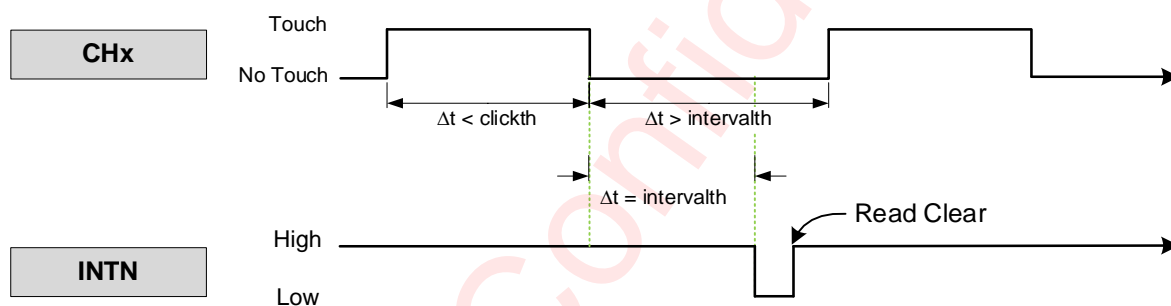 Touch
CHx
No Touch
Δt < clickth
Δt > intervalth
Δt = intervalth
Read Clear
High
INTN
Low